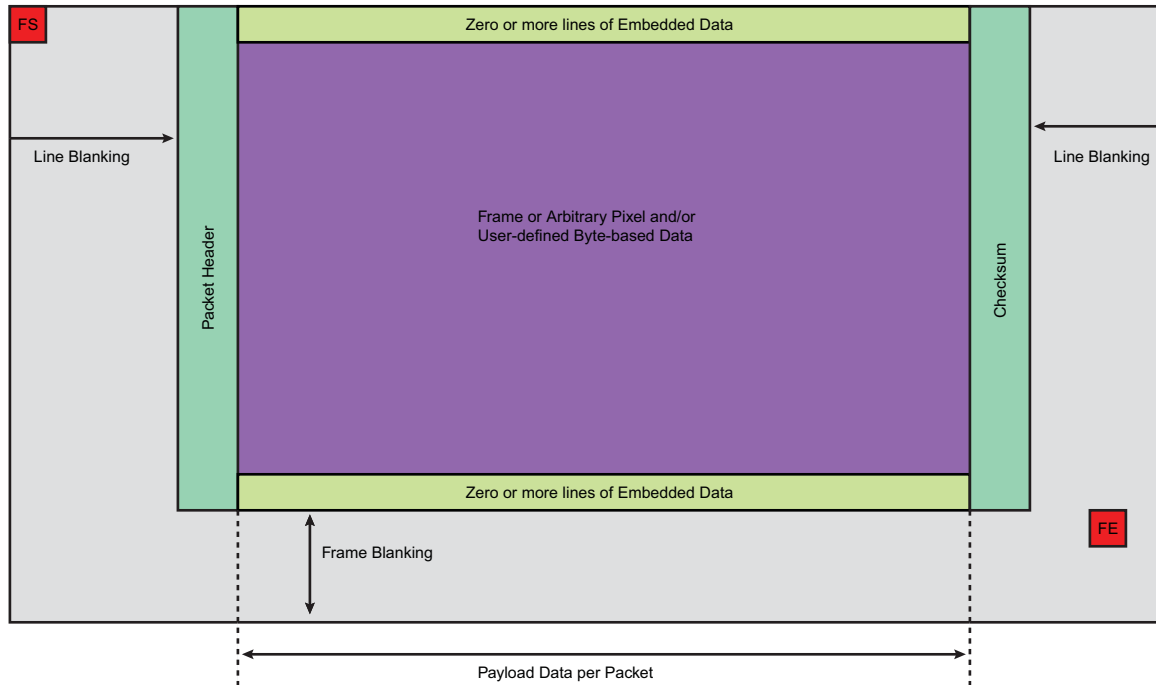 FS
Zero or more lines of Embedded Data
Line Blanking
Line Blanking
Packet Header
Frame or Arbitrary Pixel and/or
User-defined Byte-based Data
Checksum
Zero or more lines of Embedded Data
FE
Frame Blanking
Payload Data per Packet